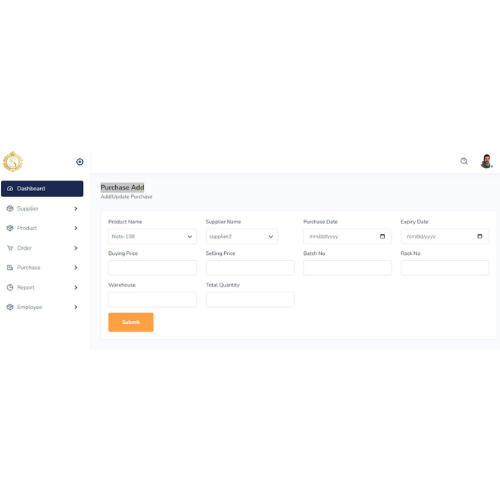 Dashboard
Supplier
Product
Order
Purchase
Report
Employee
Purchase Add
Add/Update Purchase
Product Name
Supplier Name
Purchase Date
Expiry Date
Nuts-108
supplier2
mm/dd/yyyy
mm/dd/yyyy
Buying Price
Selling Price
Batch No
Rack No
Warehouse
Total Quantity
Submit